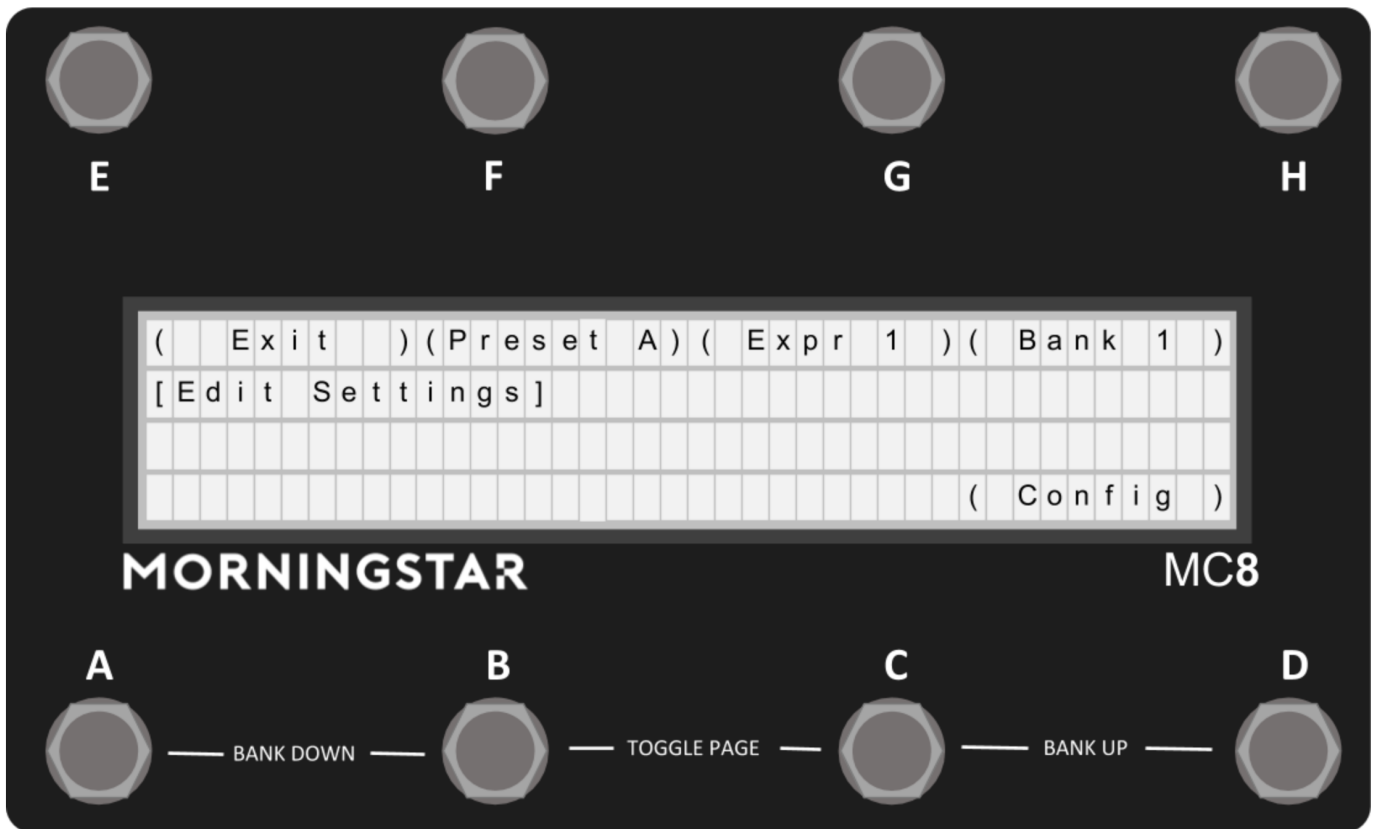 E F G H
( Exit )(Preset A)( Expr 1 )( Bank 1 )
[Edit Settings]
( Config )
MORNINGSTAR MC8
A B C D
BANK DOWN TOGGLE PAGE BANK UP